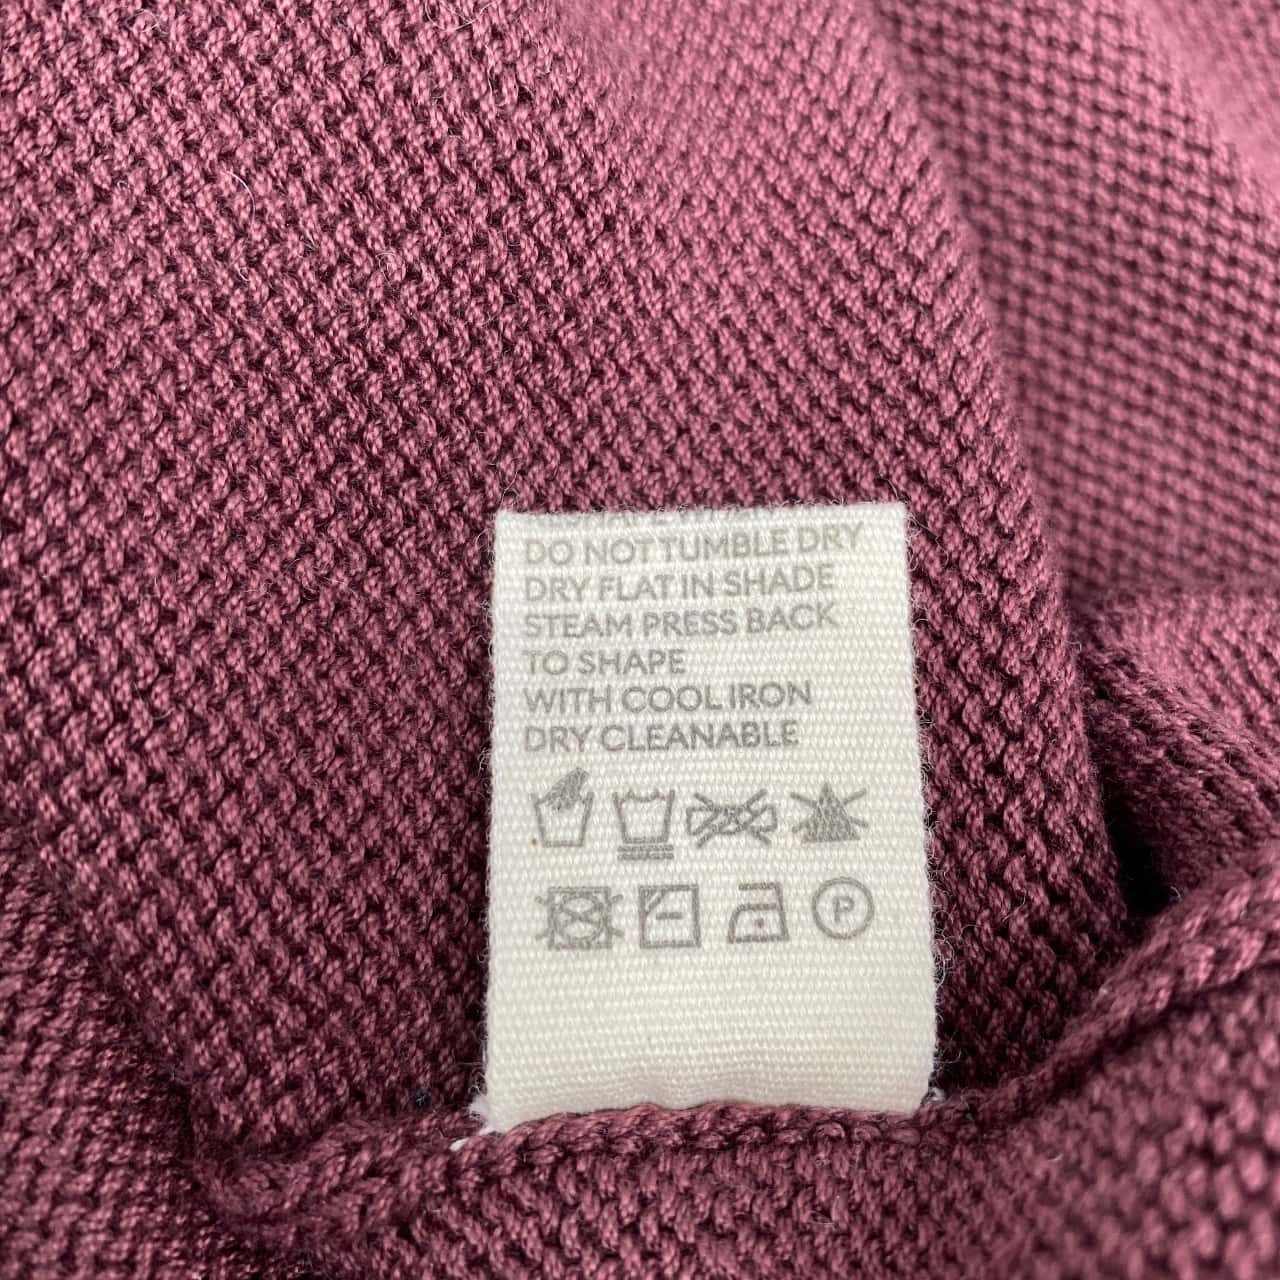 DO NOT TUMBLE DRY
DRY FLAT IN SHADE
STEAM PRESS BACK
TO SHAPE
WITH COOL IRON
DRY CLEANABLE
P